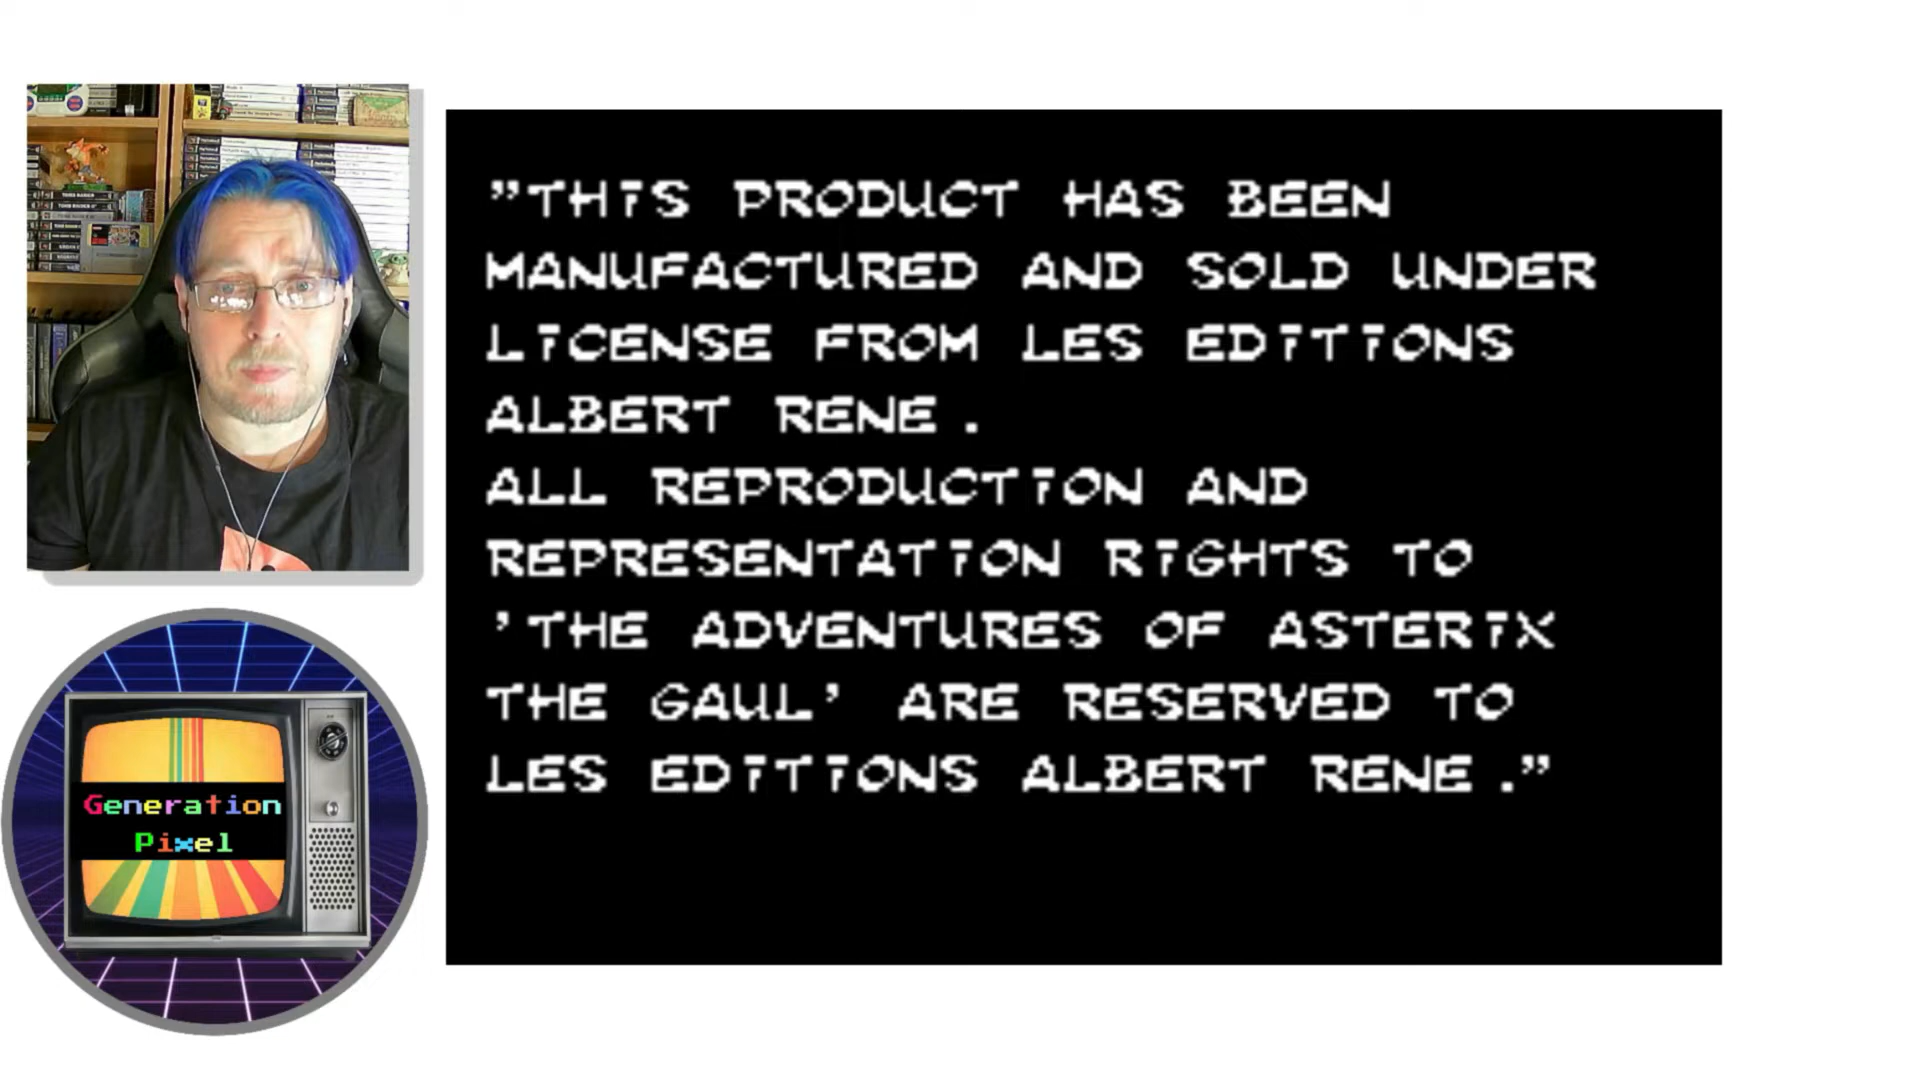 ”THIS PRODUCT HAS BEEN
MANUFACTURED AND SOLD UNDER
LICENSE FROM LES EDITIONS
ALBERT RENE .
ALL REPRODUCTION AND
REPRESENTATION RIGHTS TO
’THE ADVENTURES OF ASTERIX
THE GAUL’ ARE RESERVED TO
LES EDITIONS ALBERT RENE .”
Generation
Pixel